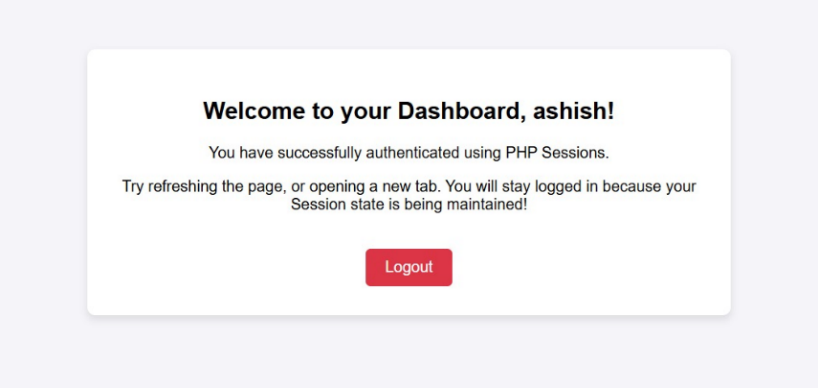 Welcome to your Dashboard, ashish!
You have successfully authenticated using PHP Sessions.
Try refreshing the page, or opening a new tab. You will stay logged in because your
Session state is being maintained!
Logout